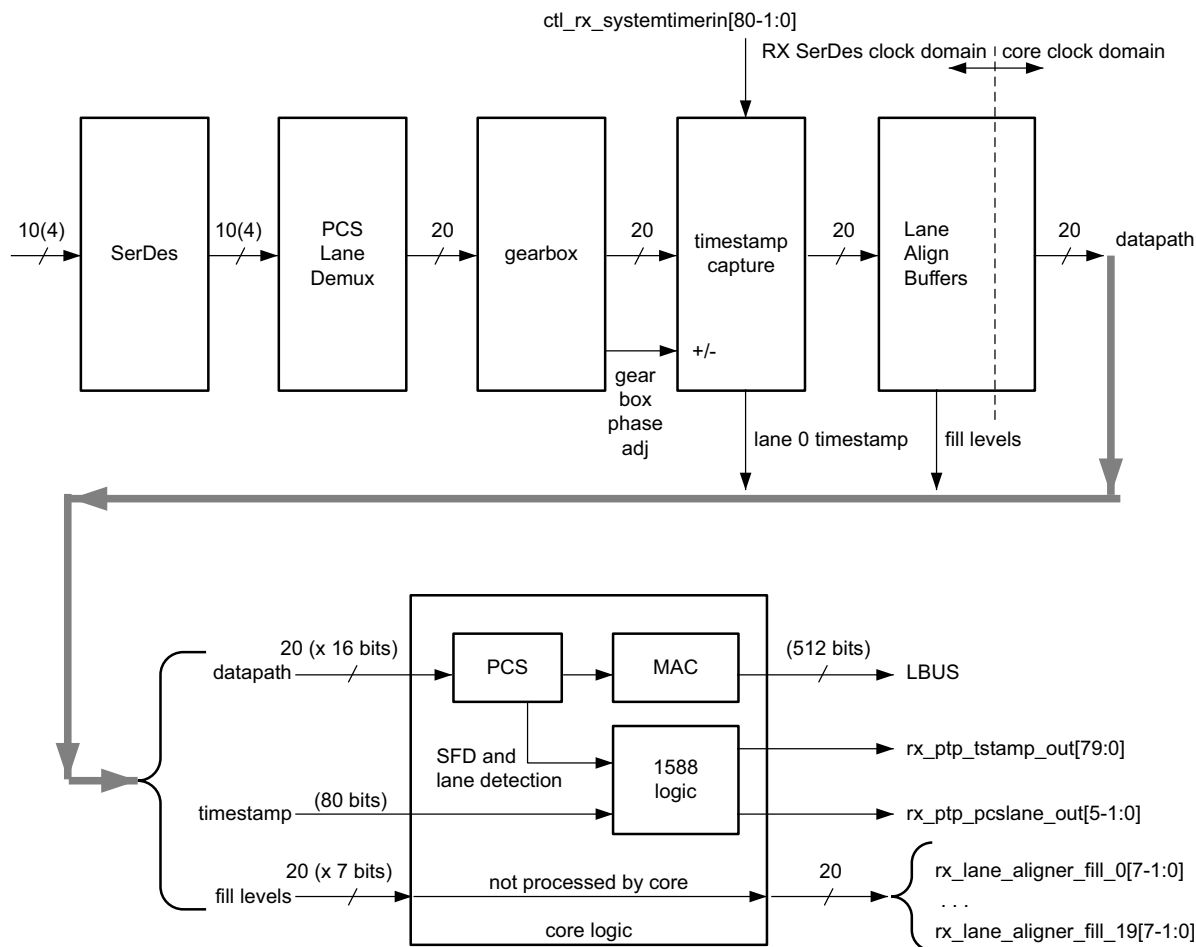 ctl_rx_systemtimerin[80-1:0]
RX SerDes clock domain
core clock domain
10(4)
SerDes
10(4)
PCS
Lane
Demux
20
gearbox
20
timestamp
capture
+/-
20
Lane
Align
Buffers
20
datapath
gear
box
phase
adj
lane 0 timestamp
fill levels
datapath
20 (x 16 bits)
PCS
MAC
(512 bits)
LBUS
SFD and
lane detection
1588
logic
rx_ptp_tstamp_out[79:0]
timestamp
(80 bits)
rx_ptp_pcslane_out[5-1:0]
fill levels
20 (x 7 bits)
not processed by core
20
core logic
rx_lane_aligner_fill_0[7-1:0]
. . .
rx_lane_aligner_fill_19[7-1:0]